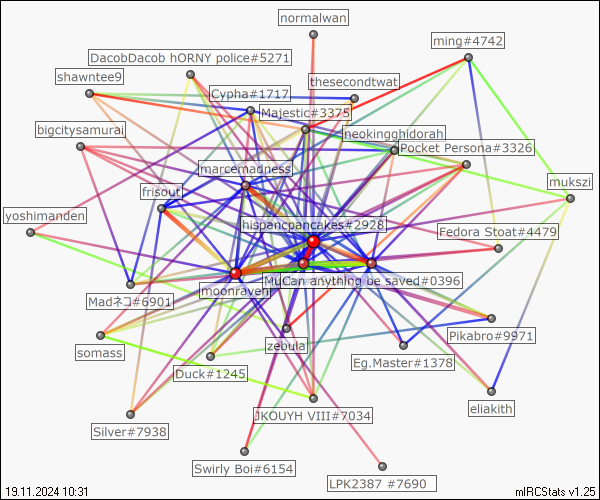 normalwan
ming#4742
DacobDacob hORNY police#5271
shawntee9
thesecondtwat
Cypha#1717
Majestic#3375
bigcitysamurai
neokingghidorah
Pocket Persona#3326
marcemadness
frisout
mukszi
yoshimanden
hispancpancakes#2928
Fedora Stoat#4479
moonraven
MuCan anything be saved#0396
Madネコ#6901
Pikabro#9971
somass
zebula
Eg.Master#1378
Duck#1245
eliakith
JKOUYH VIII#7034
Silver#7938
Swirly Boi#6154
LPK2387 #7690
19.11.2024 10:31
mIRCStats v1.25